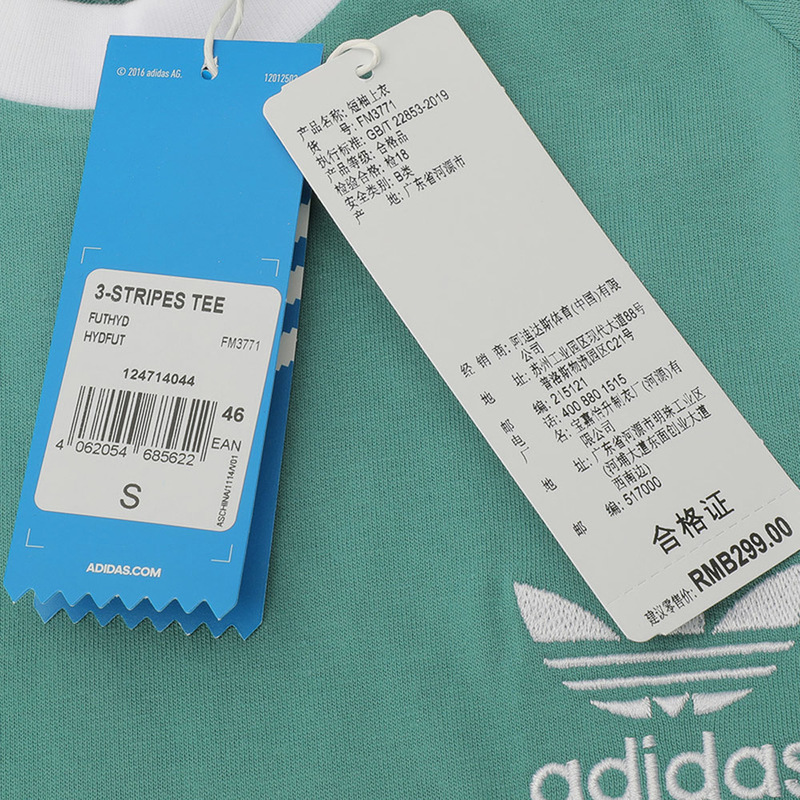 © 2016 adidas AG.
12012503
3-STRIPES TEE
FUTHYD
HYDFUT
FM3771
124714044
46
4 062054 685622
EAN
ASCHINA/1114/V01
S
ADIDAS.COM
产品名称: 短袖上衣
货 号: FM3771
执行标准: GB/T 22853-2019
产品等级: 合格品
检验合格: 检18
安全类别: B类
产 地: 广东省河源市
经 销 商: 阿迪达斯体育(中国)有限
公司
地 址: 苏州工业园区现代大道88号
普洛斯物流园区C21号
邮 编: 215121
电 话: 400 880 1515
厂 名: 宝嘉怡升制衣厂(河源)有
限公司
地 址: 广东省河源市明珠工业区
(河埔大道东面创业大道
西南边)
邮 编: 517000
合格证
建议零售价: RMB299.00
adidas